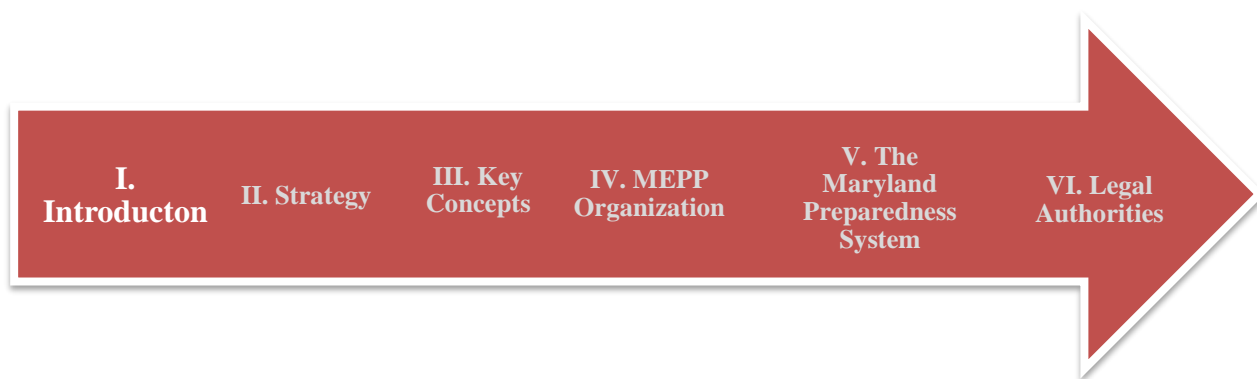 I.
Introducton
II. Strategy
III. Key
Concepts
IV. MEPP
Organization
V. The
Maryland
Preparedness
System
VI. Legal
Authorities